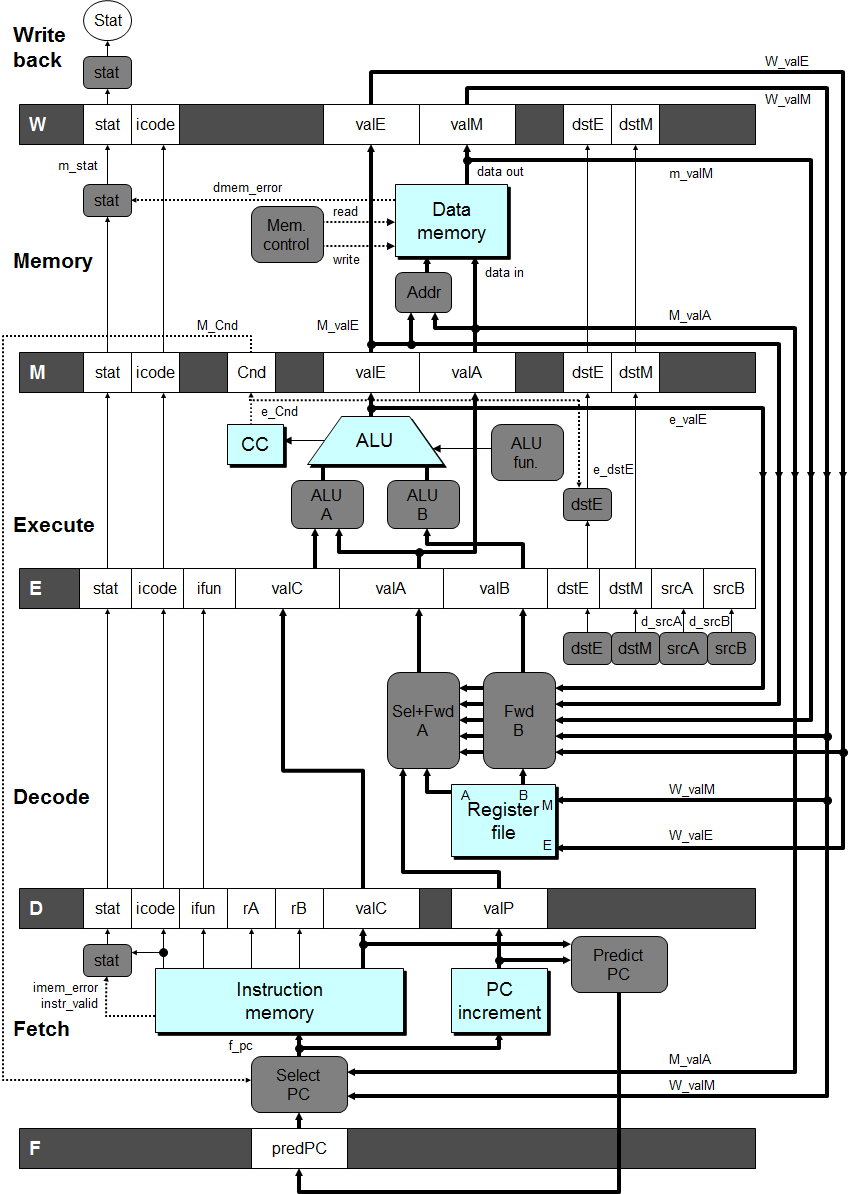 Stat
Write
back
stat
W_valE
W_valM
W
stat
icode
valE
valM
dstE
dstM
m_stat
data out
m_valM
dmem_error
stat
read
Mem.
control
write
Data
memory
Memory
data in
Addr
M_Cnd
M_valE
M_valA
M
stat
icode
Cnd
valE
valA
dstE
dstM
e_Cnd
e_valE
CC
ALU
ALU
fun.
e_dstE
ALU
A
ALU
B
dstE
Execute
E
stat
icode
ifun
valC
valA
valB
dstE
dstM
srcA
srcB
d_srcA
d_srcB
dstE
dstM
srcA
srcB
Sel+Fwd
A
Fwd
B
Decode
A
B
M
Register
file
E
W_valM
W_valE
D
stat
icode
ifun
rA
rB
valC
valP
stat
Predict
PC
imem_error
instr_valid
Instruction
memory
PC
increment
Fetch
f_pc
Select
PC
M_valA
W_valM
F
predPC